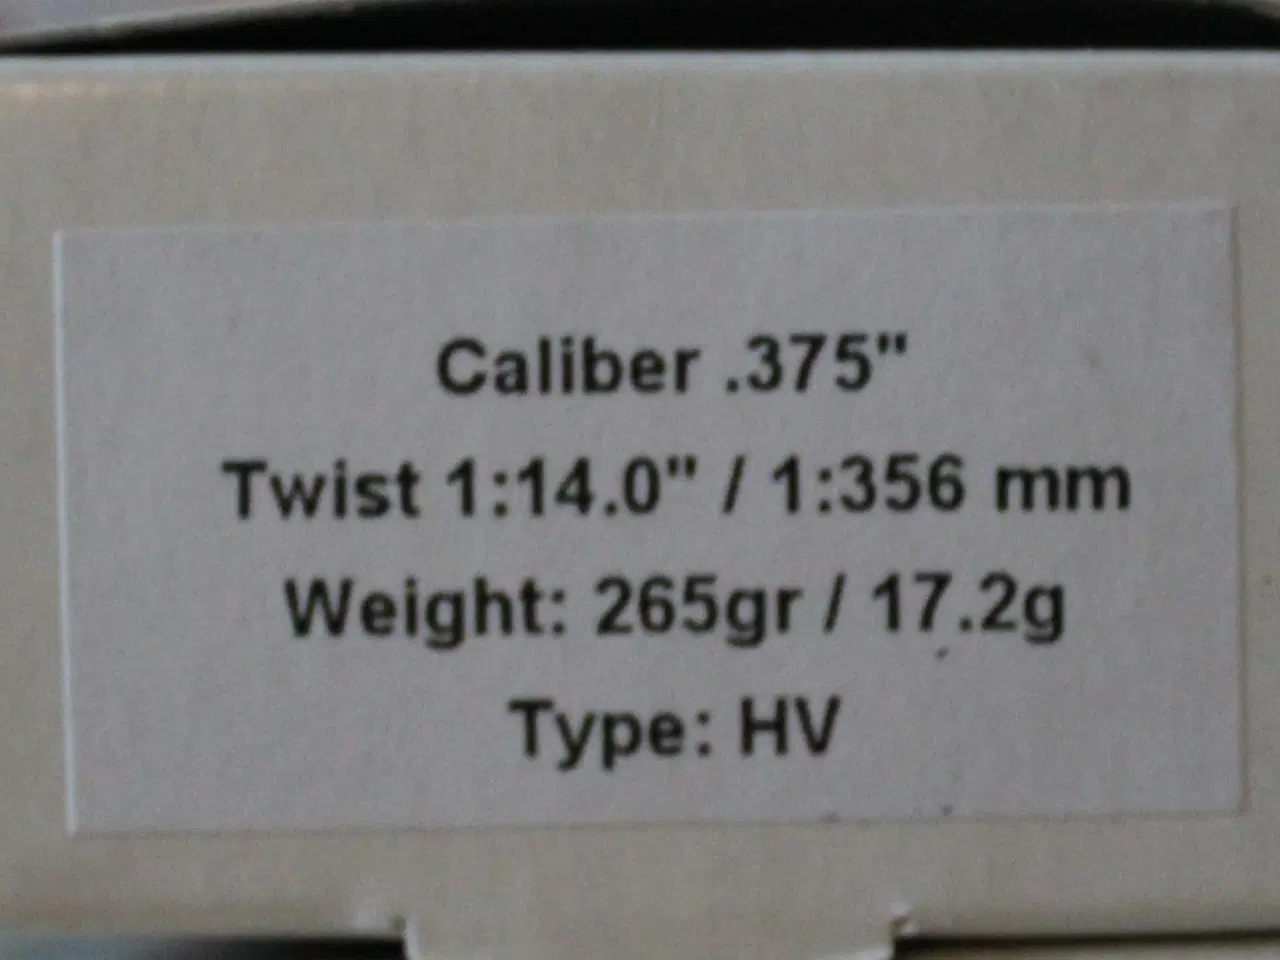 Caliber .375"
Twist 1:14.0" / 1:356 mm
Weight: 265gr / 17.2g
Type: HV